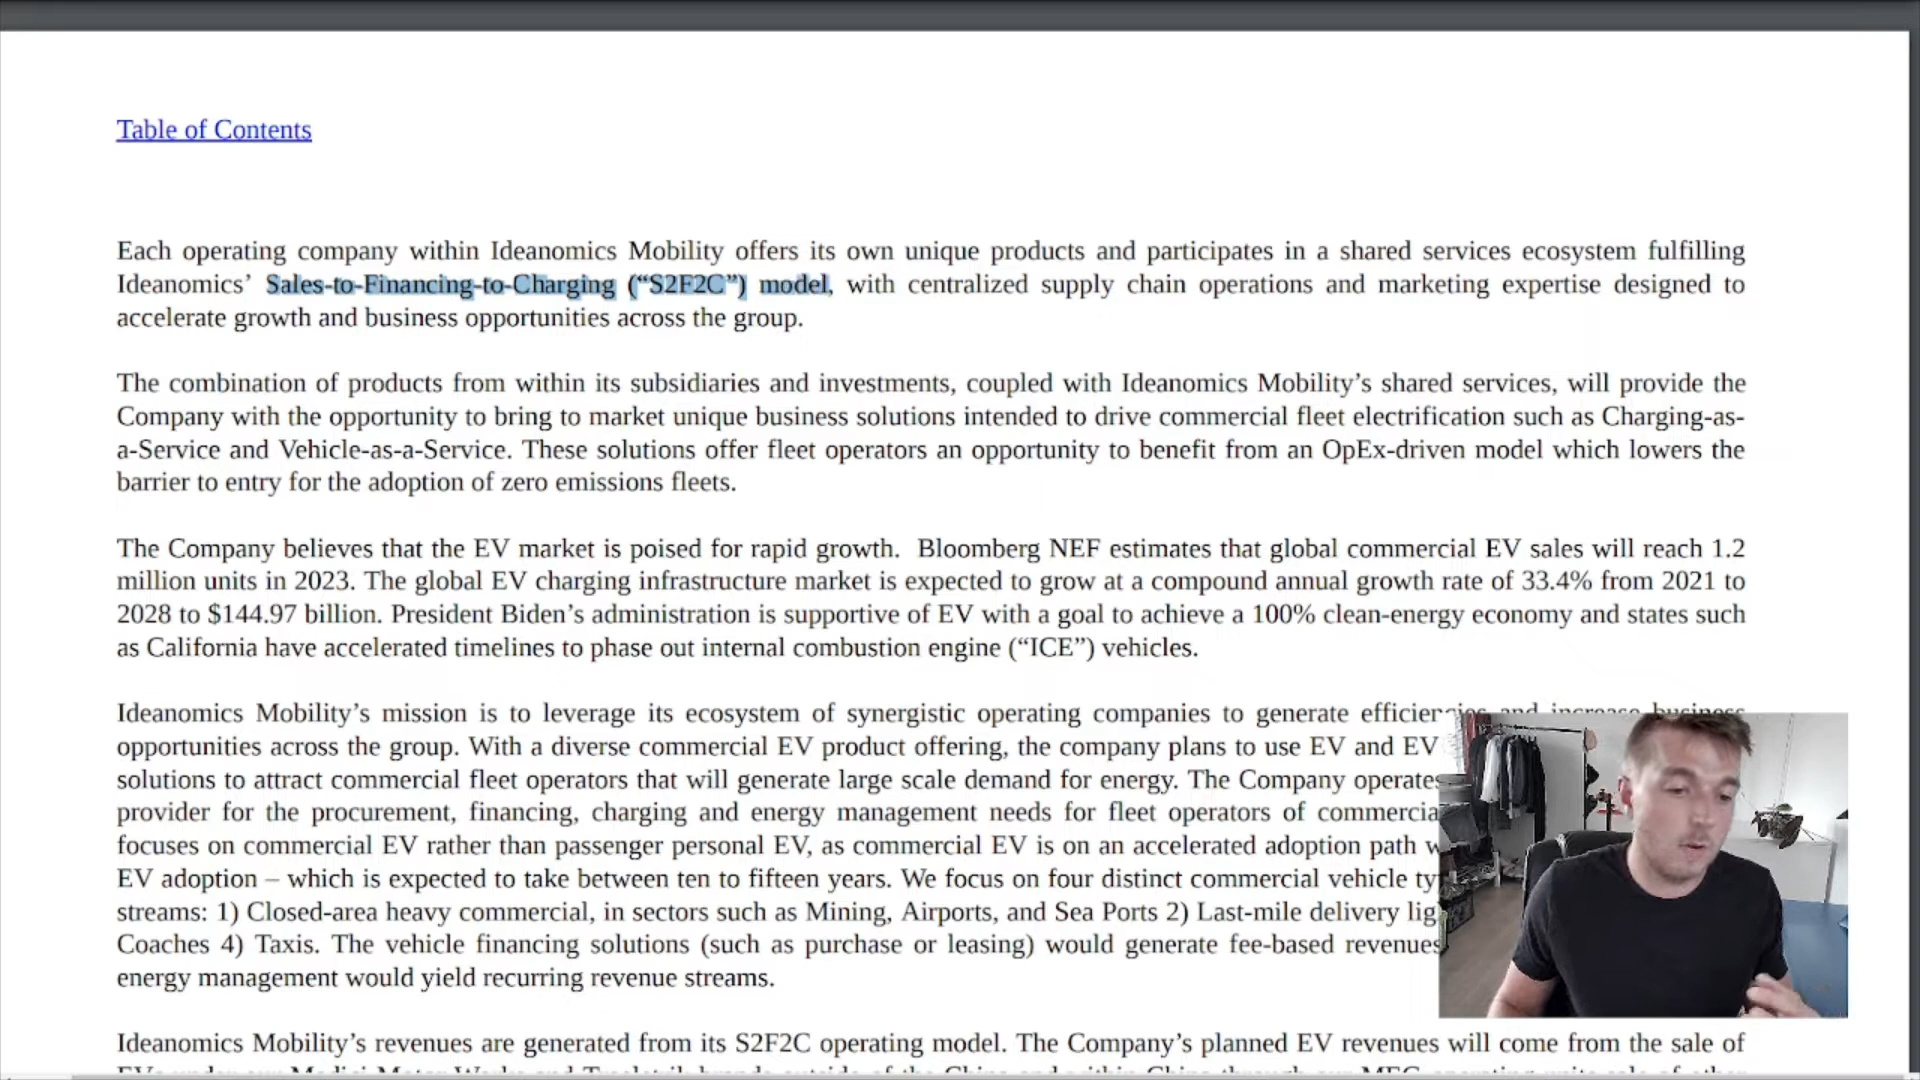 Table of Contents
Each operating company within Ideanomics Mobility offers its own unique products and participates in a shared services ecosystem fulfilling
Ideanomics’ Sales-to-Financing-to-Charging (“S2F2C”) model, with centralized supply chain operations and marketing expertise designed to
accelerate growth and business opportunities across the group.
The combination of products from within its subsidiaries and investments, coupled with Ideanomics Mobility’s shared services, will provide the
Company with the opportunity to bring to market unique business solutions intended to drive commercial fleet electrification such as Charging-as-
a-Service and Vehicle-as-a-Service. These solutions offer fleet operators an opportunity to benefit from an OpEx-driven model which lowers the
barrier to entry for the adoption of zero emissions fleets.
The Company believes that the EV market is poised for rapid growth. Bloomberg NEF estimates that global commercial EV sales will reach 1.2
million units in 2023. The global EV charging infrastructure market is expected to grow at a compound annual growth rate of 33.4% from 2021 to
2028 to $144.97 billion. President Biden’s administration is supportive of EV with a goal to achieve a 100% clean-energy economy and states such
as California have accelerated timelines to phase out internal combustion engine (“ICE”) vehicles.
Ideanomics Mobility’s mission is to leverage its ecosystem of synergistic operating companies to generate efficiencies and increase business
opportunities across the group. With a diverse commercial EV product offering, the company plans to use EV and EV
solutions to attract commercial fleet operators that will generate large scale demand for energy. The Company operates
provider for the procurement, financing, charging and energy management needs for fleet operators of commercia
focuses on commercial EV rather than passenger personal EV, as commercial EV is on an accelerated adoption path w
EV adoption – which is expected to take between ten to fifteen years. We focus on four distinct commercial vehicle ty
streams: 1) Closed-area heavy commercial, in sectors such as Mining, Airports, and Sea Ports 2) Last-mile delivery lig
Coaches 4) Taxis. The vehicle financing solutions (such as purchase or leasing) would generate fee-based revenues
energy management would yield recurring revenue streams.
Ideanomics Mobility’s revenues are generated from its S2F2C operating model. The Company’s planned EV revenues will come from the sale of